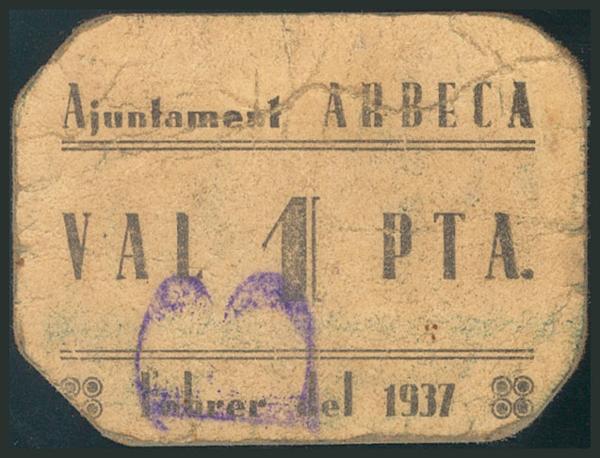 Ajuntament ARBECA
VAL 1 PTA.
Febrer del 1937